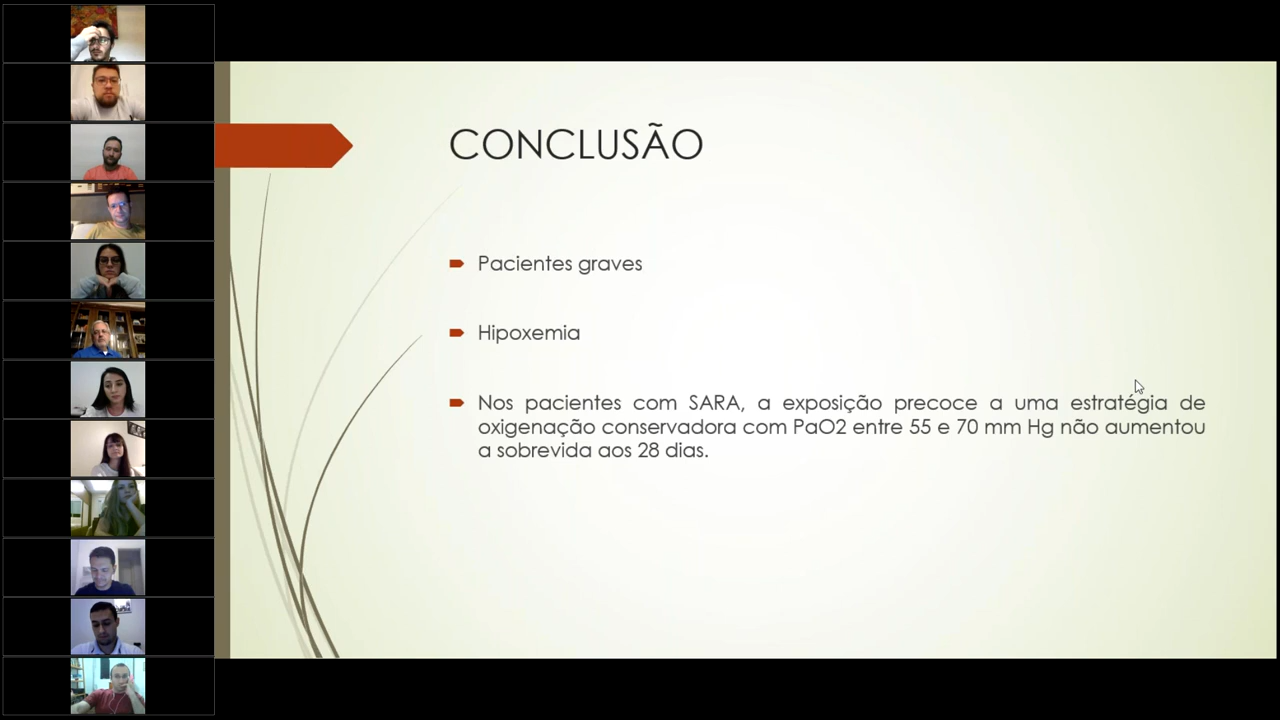 CONCLUSÃO
Pacientes graves
Hipoxemia
Nos pacientes com SARA, a exposição precoce a uma estratégia de
oxigenação conservadora com PaO2 entre 55 e 70 mm Hg não aumentou
a sobrevida aos 28 dias.